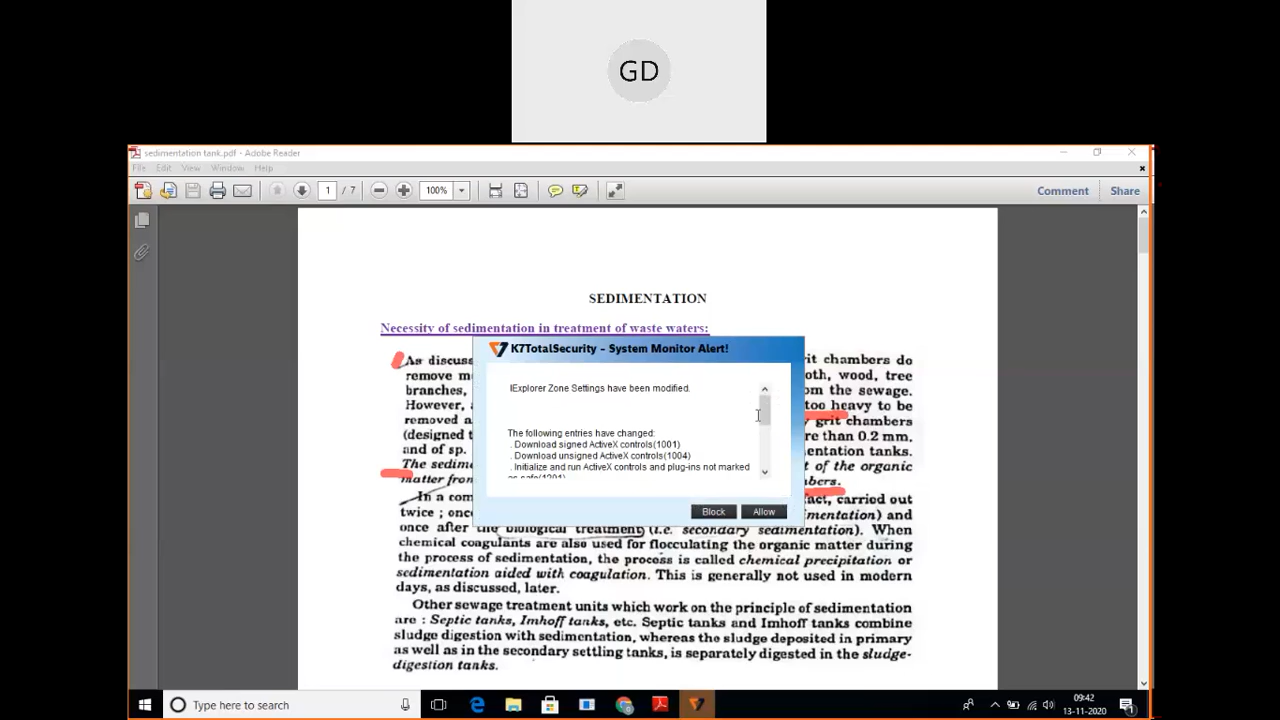 GD
sedimentation tank.pdf - Adobe Reader
File Edit View Window Help
1 / 7 100% Comment Share
SEDIMENTATION
Necessity of sedimentation in treatment of waste waters:
K7TotalSecurity - System Monitor Alert!
IExplorer Zone Settings have been modified.
The following entries have changed:
. Download signed ActiveX controls(1001)
. Download unsigned ActiveX controls(1004)
. Initialize and run ActiveX controls and plug-ins not marked
as safe(1201)
Block Allow
As discuss rit chambers do
remove m oth, wood, tree
branches, om the sewage.
However, too heavy to be
removed a grit chambers
(designed t re than 0.2 mm.
and of sp. mentation tanks.
The sedim t of the organic
matter from bers.
In a com fact, carried out
twice ; once mentation) and
once after the biological treatment) (i.e. secondary sedimentation). When
chemical coagulants are also used for flocculating the organic matter during
the process of sedimentation, the process is called chemical precipitation or
sedimentation aided with coagulation. This is generally not used in modern
days, as discussed, later.
Other sewage treatment units which work on the principle of sedimentation
are : Septic tanks, Imhoff tanks, etc. Septic tanks and Imhoff tanks combine
sludge digestion with sedimentation, whereas the sludge deposited in primary
as well as in the secondary settling tanks, is separately digested in the sludge-
digestion tanks.
Type here to search
09:42
13-11-2020
1